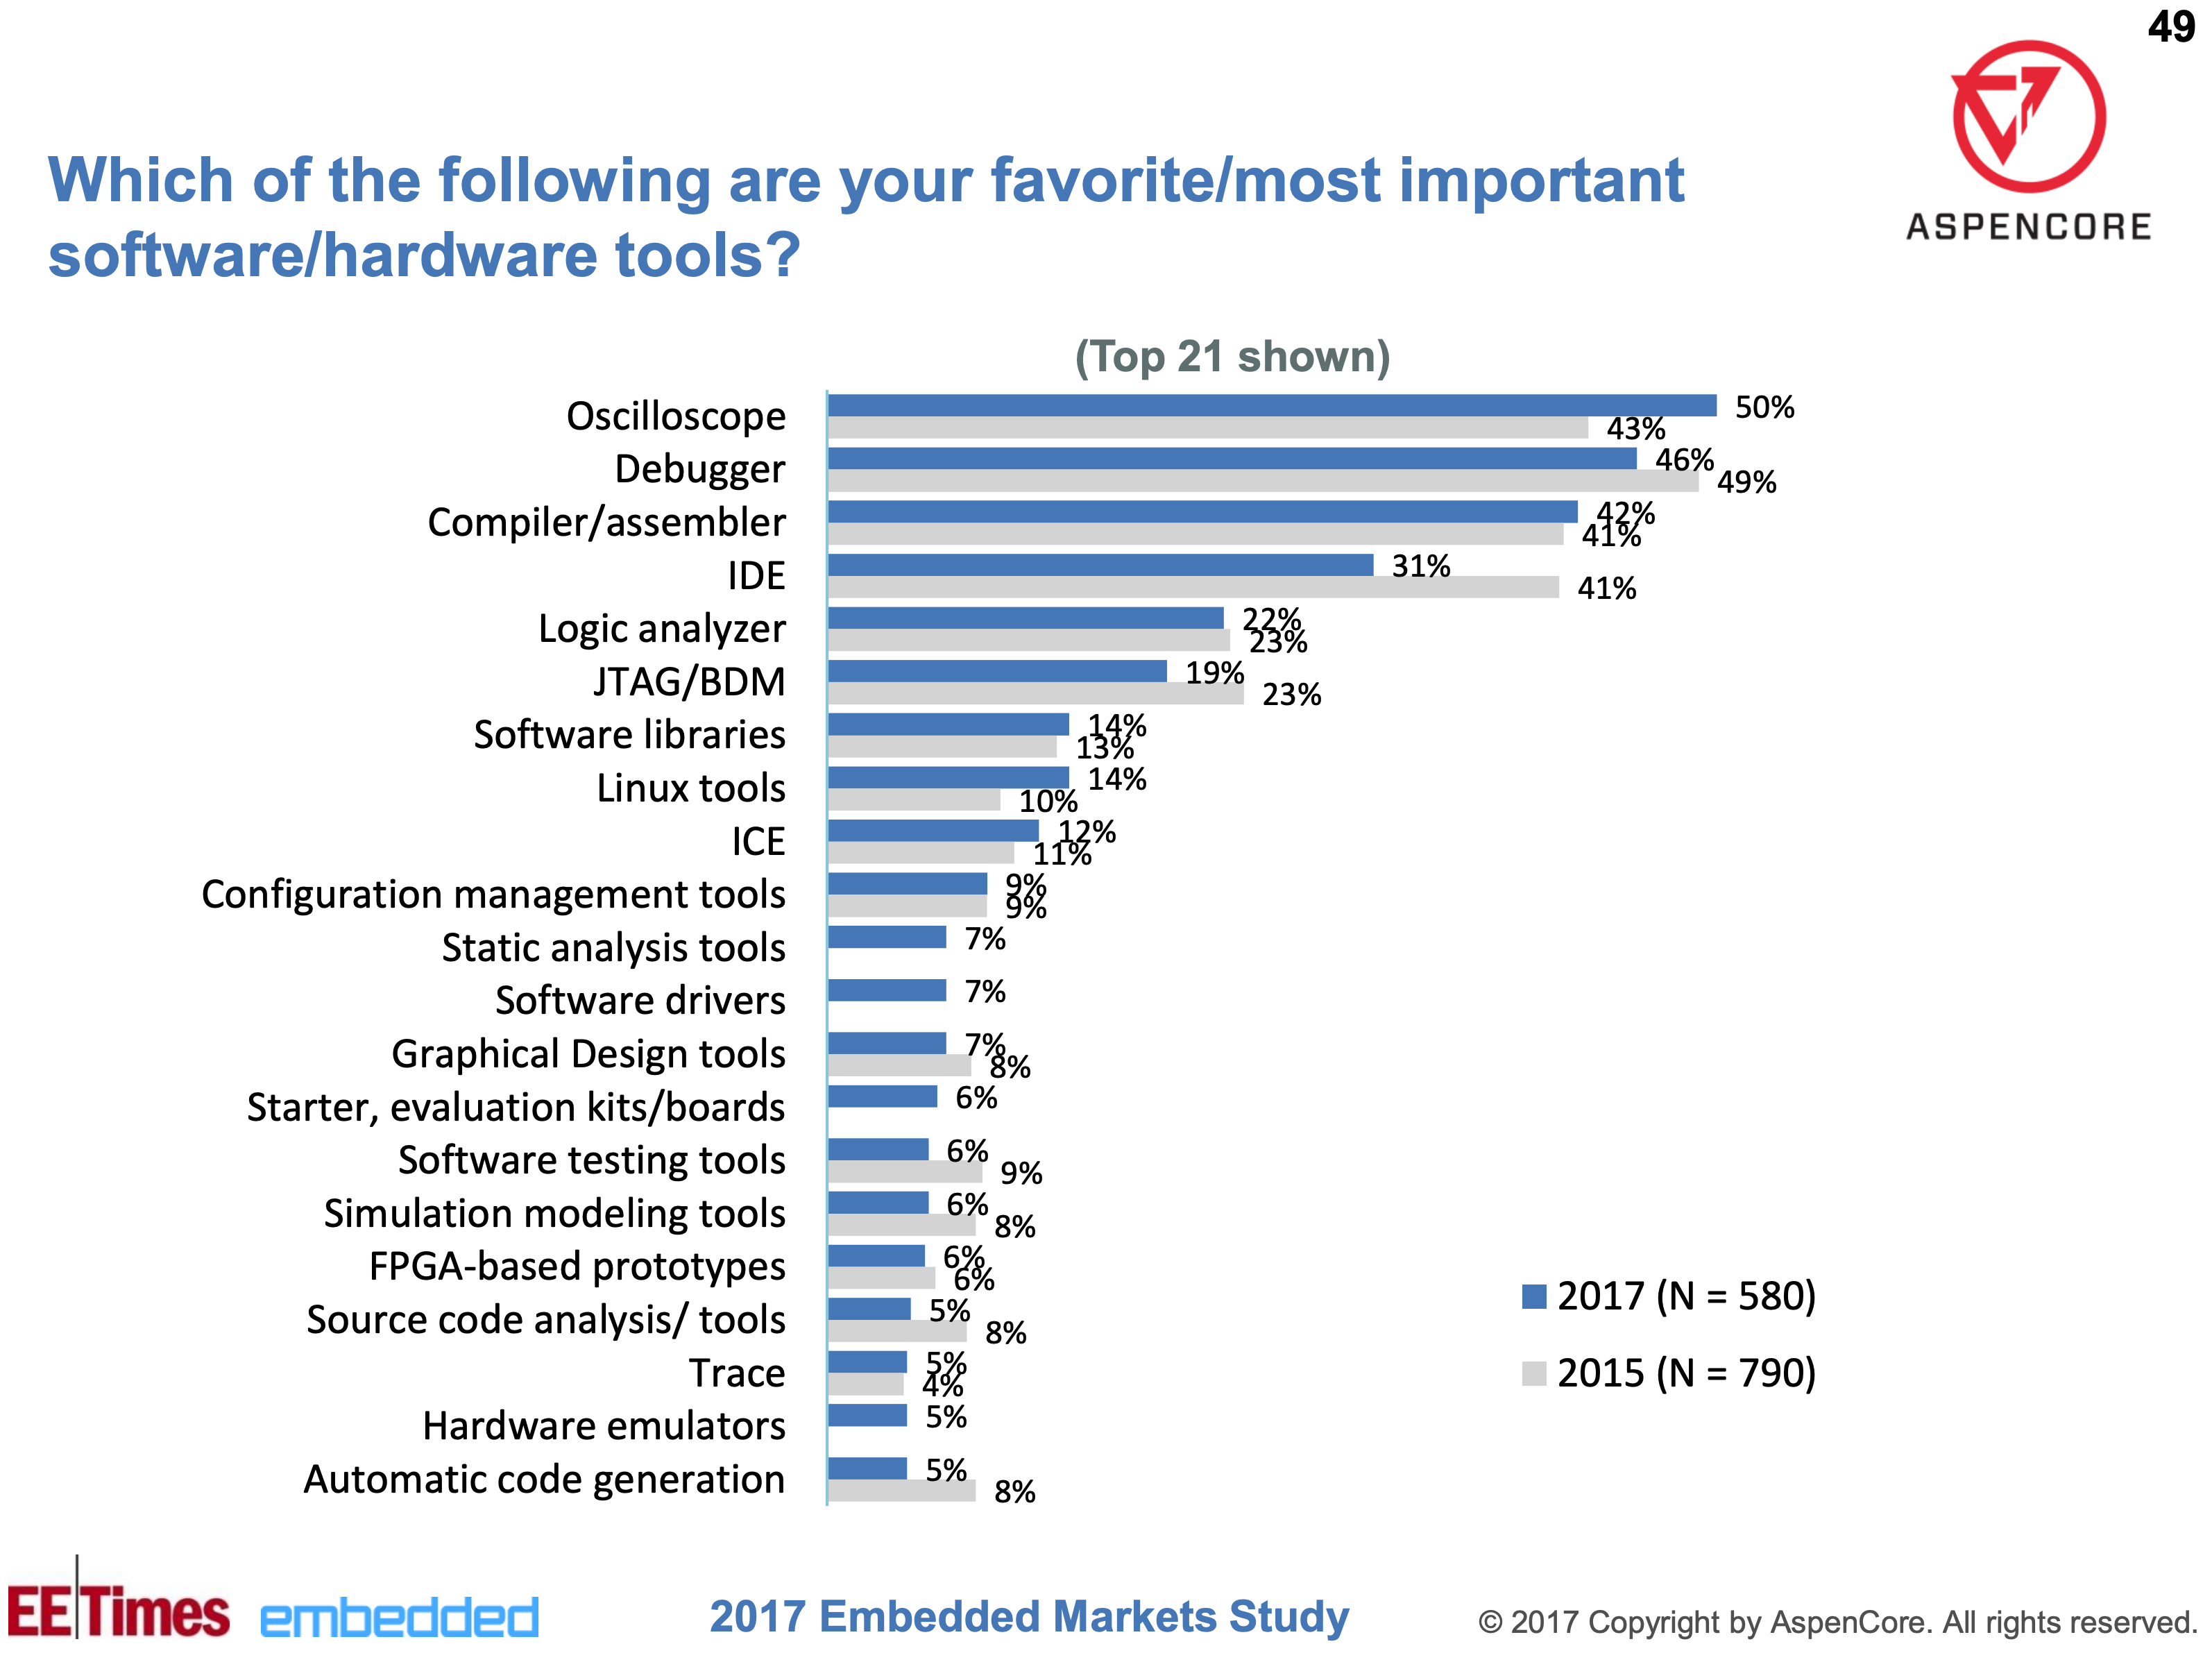 49
ASPENCORE
Which of the following are your favorite/most important
software/hardware tools?
(Top 21 shown)
Oscilloscope 50% 43%
Debugger 46% 49%
Compiler/assembler 42% 41%
IDE 31% 41%
Logic analyzer 22% 23%
JTAG/BDM 19% 23%
Software libraries 14% 13%
Linux tools 14% 10%
ICE 12% 11%
Configuration management tools 9% 9%
Static analysis tools 7%
Software drivers 7%
Graphical Design tools 7% 8%
Starter, evaluation kits/boards 6%
Software testing tools 6% 9%
Simulation modeling tools 6% 8%
FPGA-based prototypes 6% 6%
Source code analysis/ tools 5% 8%
Trace 5% 4%
Hardware emulators 5%
Automatic code generation 5% 8%
2017 (N = 580)
2015 (N = 790)
EETimes embedded 2017 Embedded Markets Study © 2017 Copyright by AspenCore. All rights reserved.